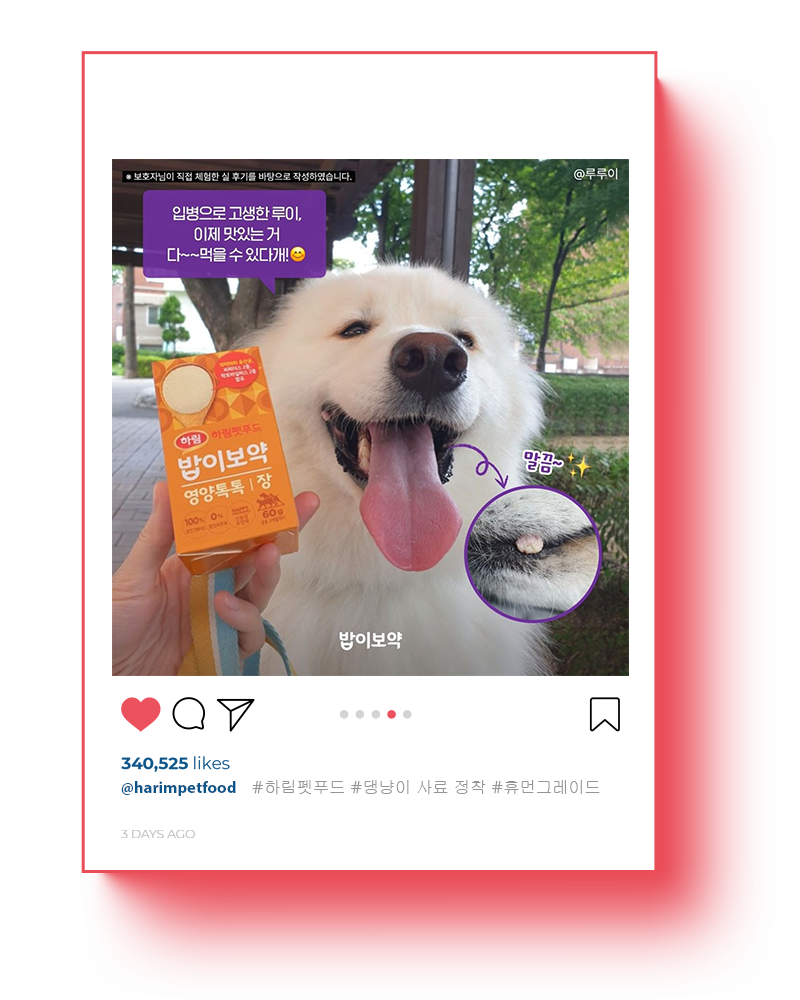 ※ 보호자님이 직접 체험한 실 후기를 바탕으로 작성하였습니다.
@루루이
입병으로 고생한 루이,
이제 맛있는 거
다~~먹을 수 있다개!😊
하림
하림펫푸드
밥이보약
영양톡톡 | 장
100%
0%
60g
말끔~
밥이보약
340,525 likes
@harimpetfood #하림펫푸드 #댕냥이 사료 정착 #휴먼그레이드
3 DAYS AGO